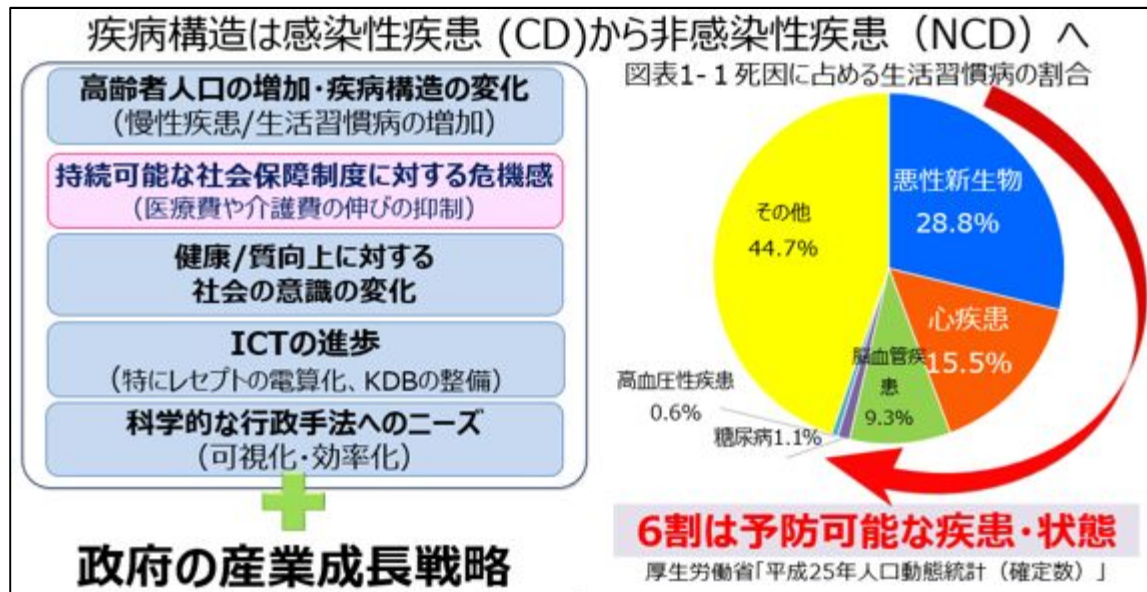 疾病構造は感染性疾患 (CD)から非感染性疾患（NCD）へ
高齢者人口の増加・疾病構造の変化
（慢性疾患/生活習慣病の増加）
持続可能な社会保障制度に対する危機感
（医療費や介護費の伸びの抑制）
健康/質向上に対する
社会の意識の変化
ICTの進歩
（特にレセプトの電算化、KDBの整備）
科学的な行政手法へのニーズ
（可視化・効率化）
政府の産業成長戦略
図表1-1 死因に占める生活習慣病の割合
悪性新生物
28.8%
心疾患
15.5%
脳血管疾
患
9.3%
糖尿病1.1%
高血圧性疾患
0.6%
その他
44.7%
6割は予防可能な疾患・状態
厚生労働省「平成25年人口動態統計（確定数）」